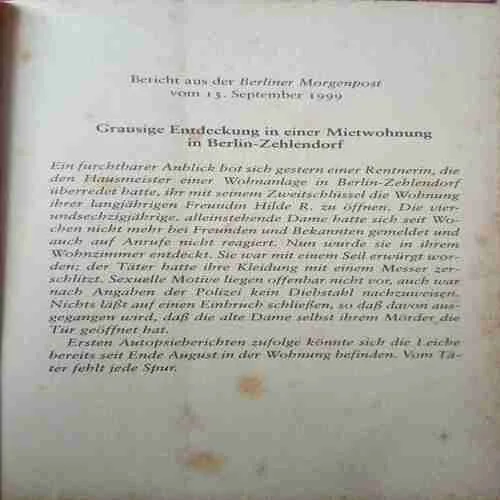 Bericht aus der Berliner Morgenpost
vom 15. September 1999
Grausige Entdeckung in einer Mietwohnung
in Berlin-Zehlendorf
Ein furchtbarer Anblick bot sich gestern einer Rentnerin, die
den Hausmeister einer Wohnanlage in Berlin-Zehlendorf
überredet hatte, ihr mit seinem Zweitschlüssel die Wohnung
ihrer langjährigen Freundin Hilde R. zu öffnen. Die vier-
undsechzigjährige, alleinstehende Dame hatte sich seit Wo-
chen nicht mehr bei Freunden und Bekannten gemeldet und
auch auf Anrufe nicht reagiert. Nun wurde sie in ihrem
Wohnzimmer entdeckt. Sie war mit einem Seil erwürgt wor-
den; der Täter hatte ihre Kleidung mit einem Messer zer-
schlitzt. Sexuelle Motive liegen offenbar nicht vor, auch war
nach Angaben der Polizei kein Diebstahl nachzuweisen.
Nichts läßt auf einen Einbruch schließen, so daß davon aus-
gegangen wird, daß die alte Dame selbst ihrem Mörder die
Tür geöffnet hat.
Ersten Autopsieberichten zufolge könnte sich die Leiche
bereits seit Ende August in der Wohnung befinden. Vom Tä-
ter fehlt jede Spur.